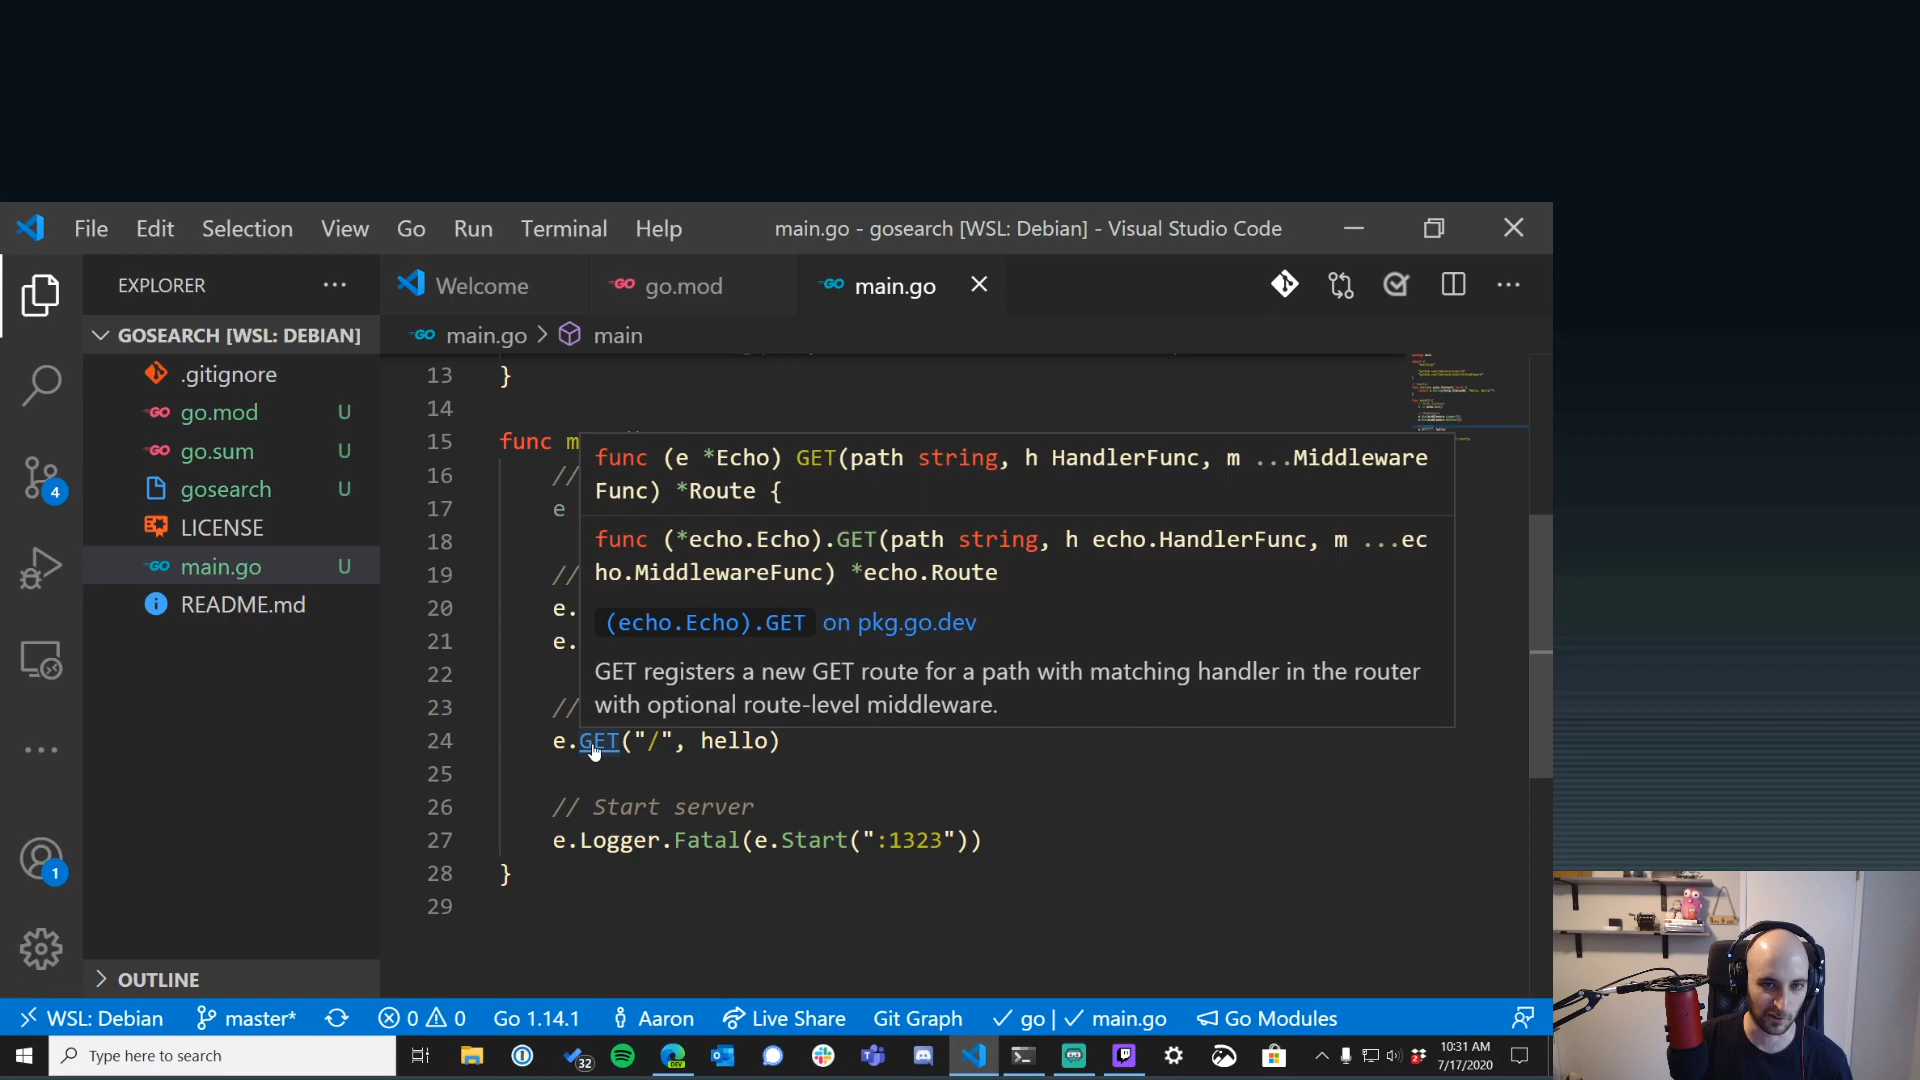 File Edit Selection View Go Run Terminal Help main.go - gosearch [WSL: Debian] - Visual Studio Code
EXPLORER
Welcome
go.mod
main.go
GOSEARCH [WSL: DEBIAN]
.gitignore
go.mod U
go.sum U
gosearch U
LICENSE
main.go U
README.md
OUTLINE
4
1
main.go > main
13 }
14
15 func m
16 //
17 e
18
19 //
20 e.
21 e.
22
23 //
24 e.GET("/", hello)
25
26 // Start server
27 e.Logger.Fatal(e.Start(":1323"))
28 }
29
func (e *Echo) GET(path string, h HandlerFunc, m ...Middleware
Func) *Route {
func (*echo.Echo).GET(path string, h echo.HandlerFunc, m ...ec
ho.MiddlewareFunc) *echo.Route
(echo.Echo).GET on pkg.go.dev
GET registers a new GET route for a path with matching handler in the router
with optional route-level middleware.
WSL: Debian master* 0 0 Go 1.14.1 Aaron Live Share Git Graph go | main.go Go Modules
Type here to search
32
DEV
10:31 AM
7/17/2020